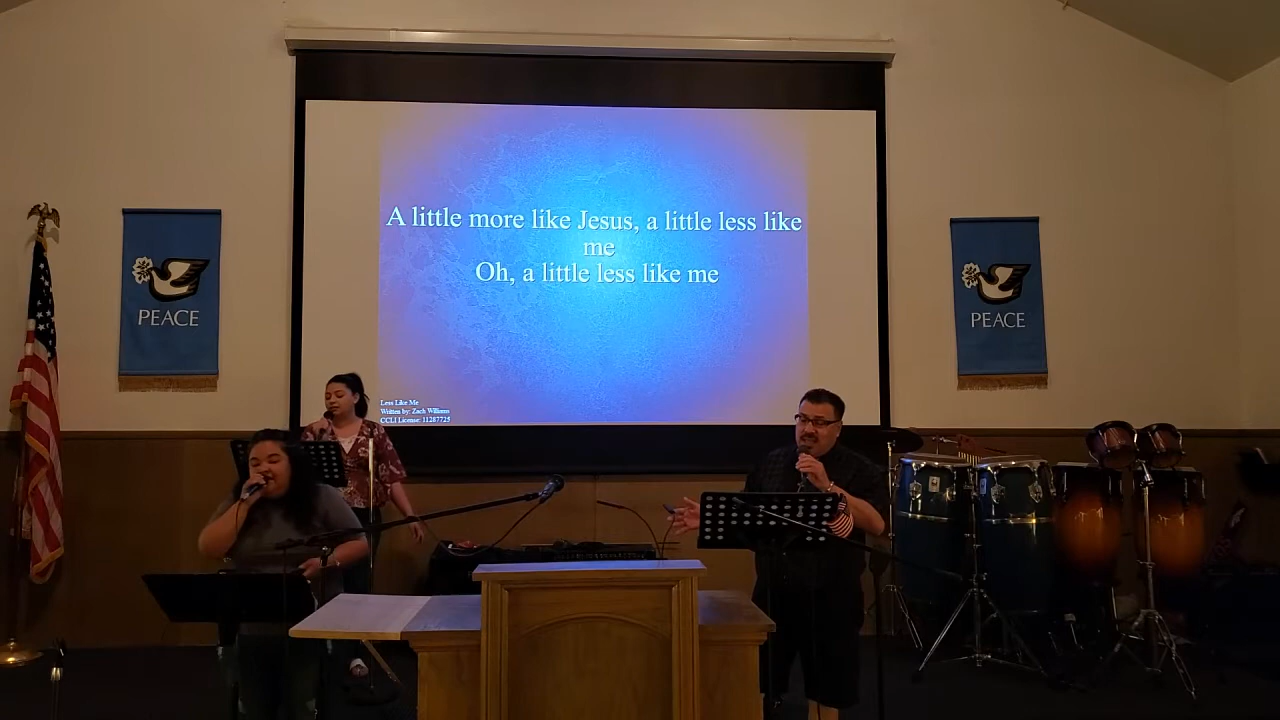 A little more like Jesus, a little less like
me
Oh, a little less like me
PEACE
PEACE
Less Like Me
Written by: Zach Williams
CCLI License: 11287725